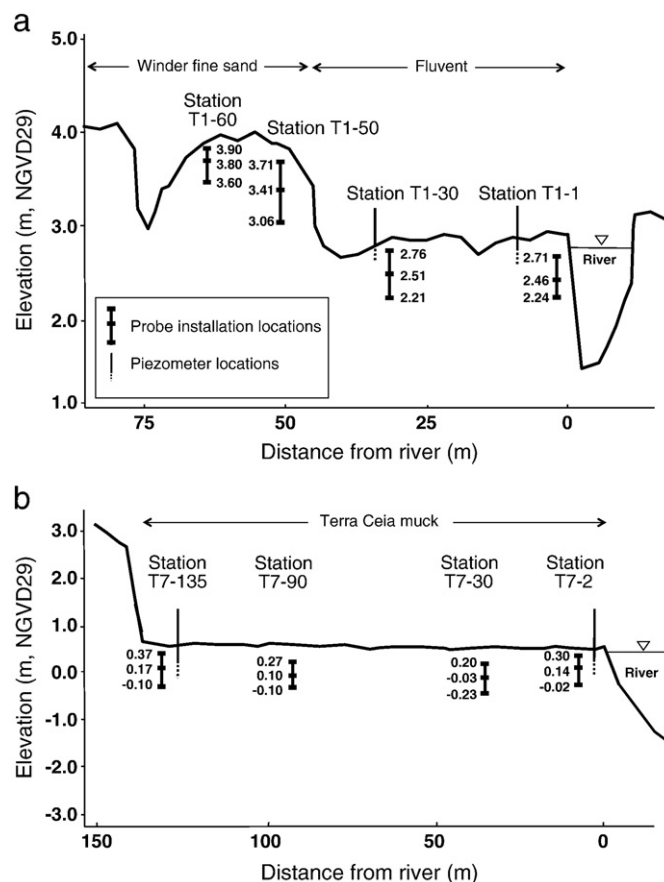 a
5.0
Winder fine sand
Fluvent
Station
T1-60
Station T1-50
4.0
3.90
3.80
3.60
3.71
3.41
3.06
Station T1-30
Station T1-1
3.0
2.76
2.51
2.21
2.71
2.46
2.24
River
2.0
1.0
Elevation (m, NGVD29)
Probe installation locations
Piezometer locations
75
50
25
0
Distance from river (m)
b
3.0
Terra Ceia muck
Station
T7-135
Station
T7-90
Station
T7-30
Station
T7-2
2.0
1.0
0.37
0.17
-0.10
0.27
0.10
-0.10
0.20
-0.03
-0.23
0.30
0.14
-0.02
River
0.0
-1.0
-2.0
-3.0
Elevation (m, NGVD29)
150
100
50
0
Distance from river (m)